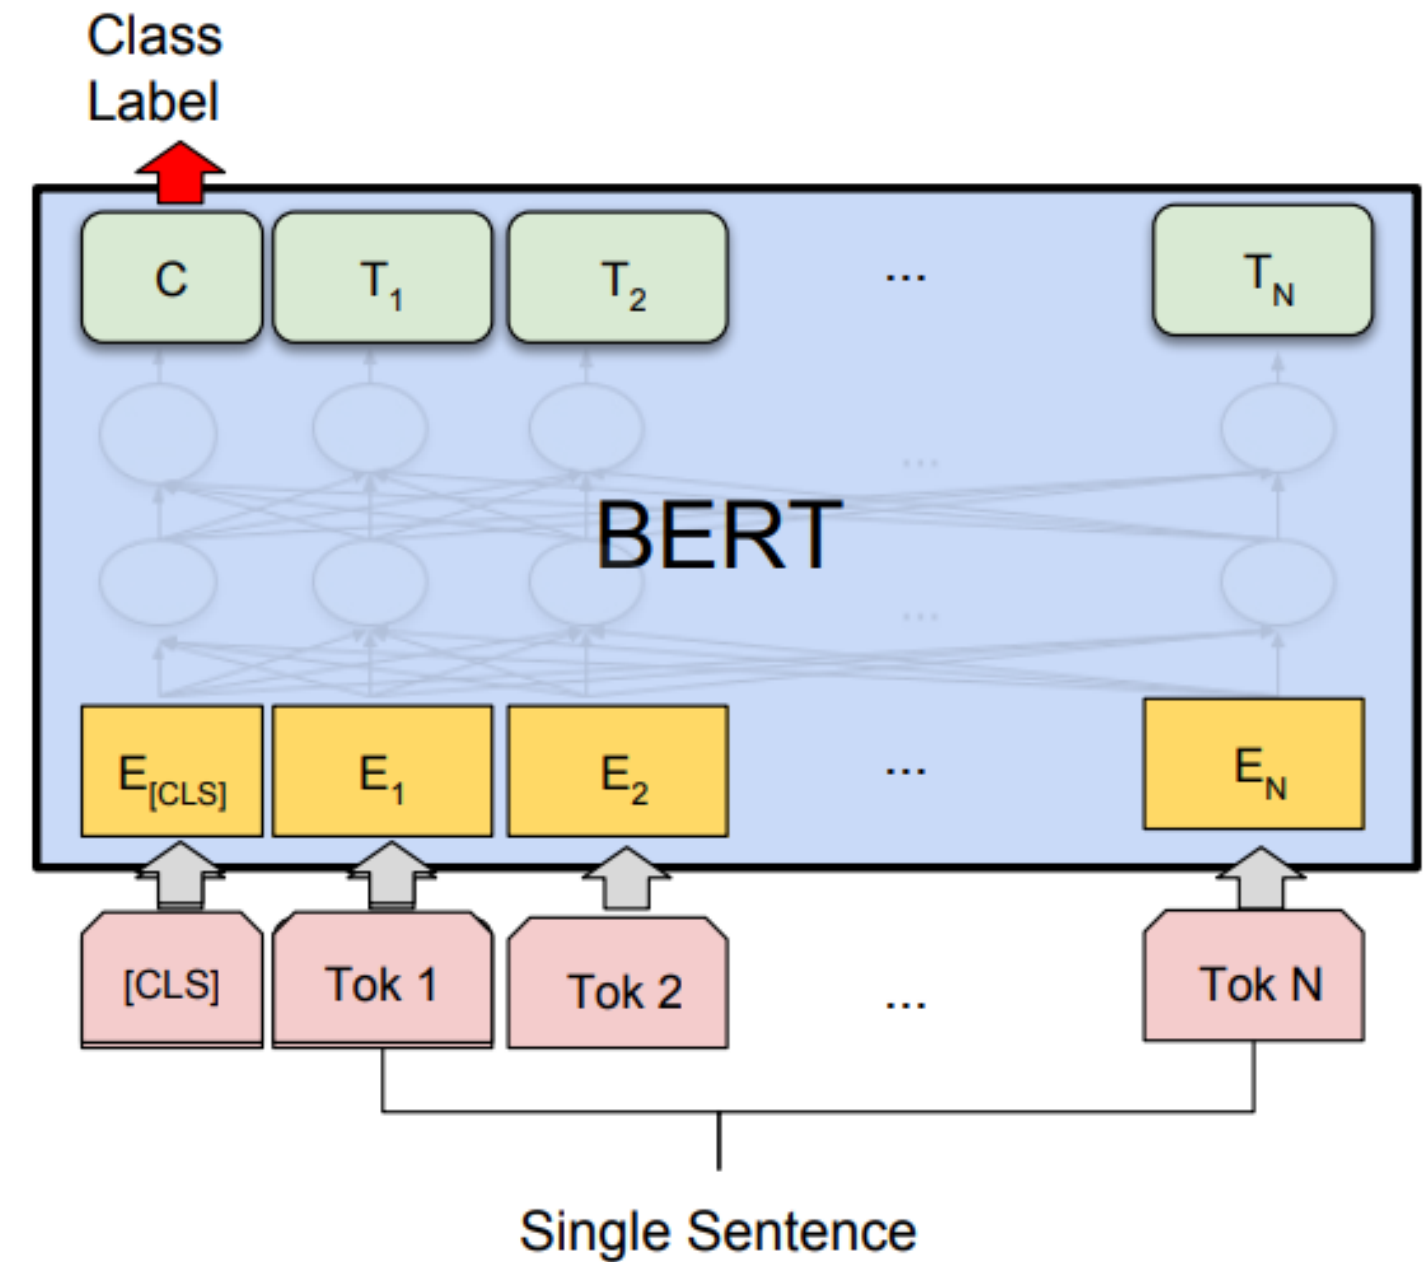 Class
Label
C T1 T2 ... TN
...
BERT
...
E[CLS] E1 E2 ... EN
[CLS] Tok 1 Tok 2 ... Tok N
Single Sentence